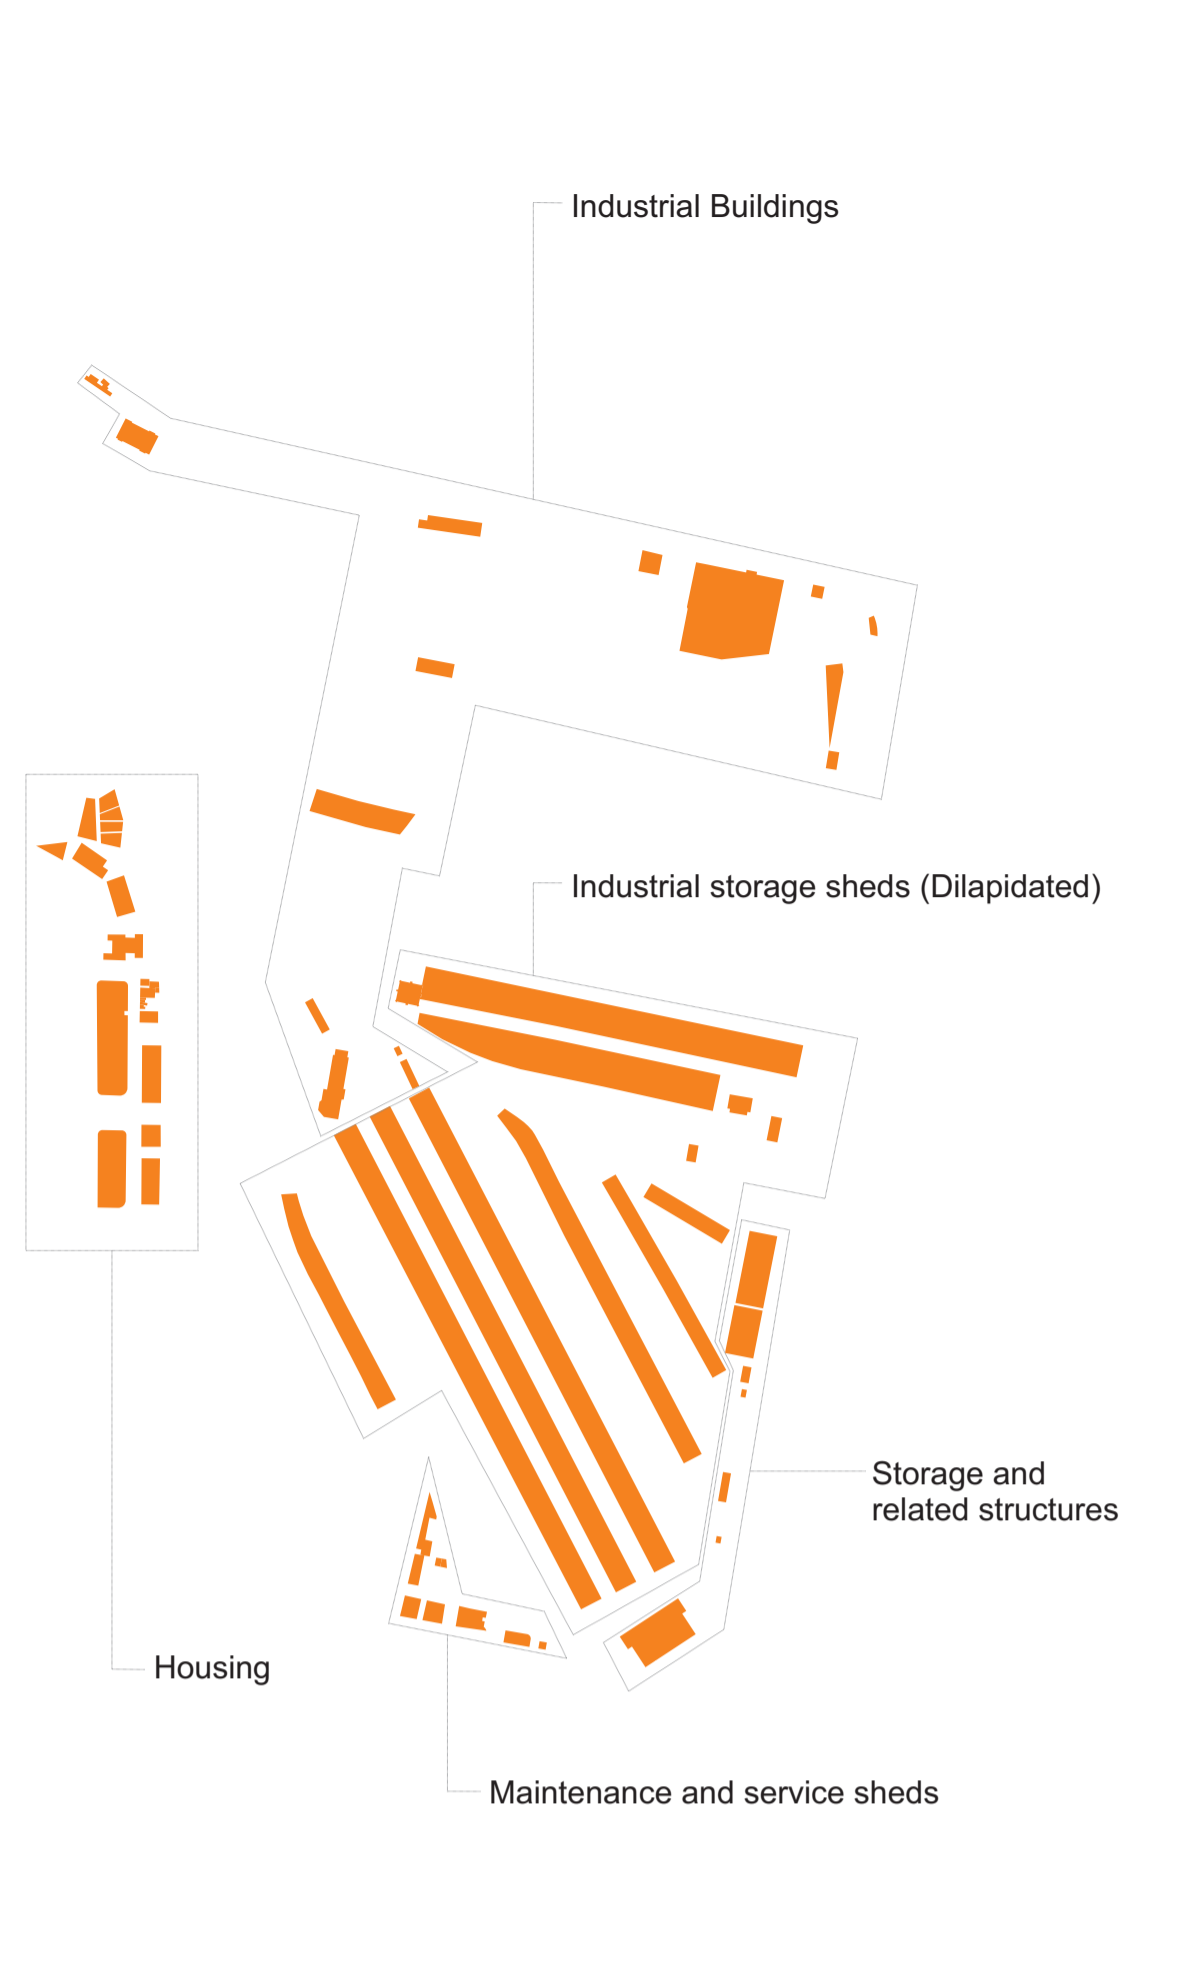 Industrial Buildings
Industrial storage sheds (Dilapidated)
Storage and
related structures
Housing
Maintenance and service sheds